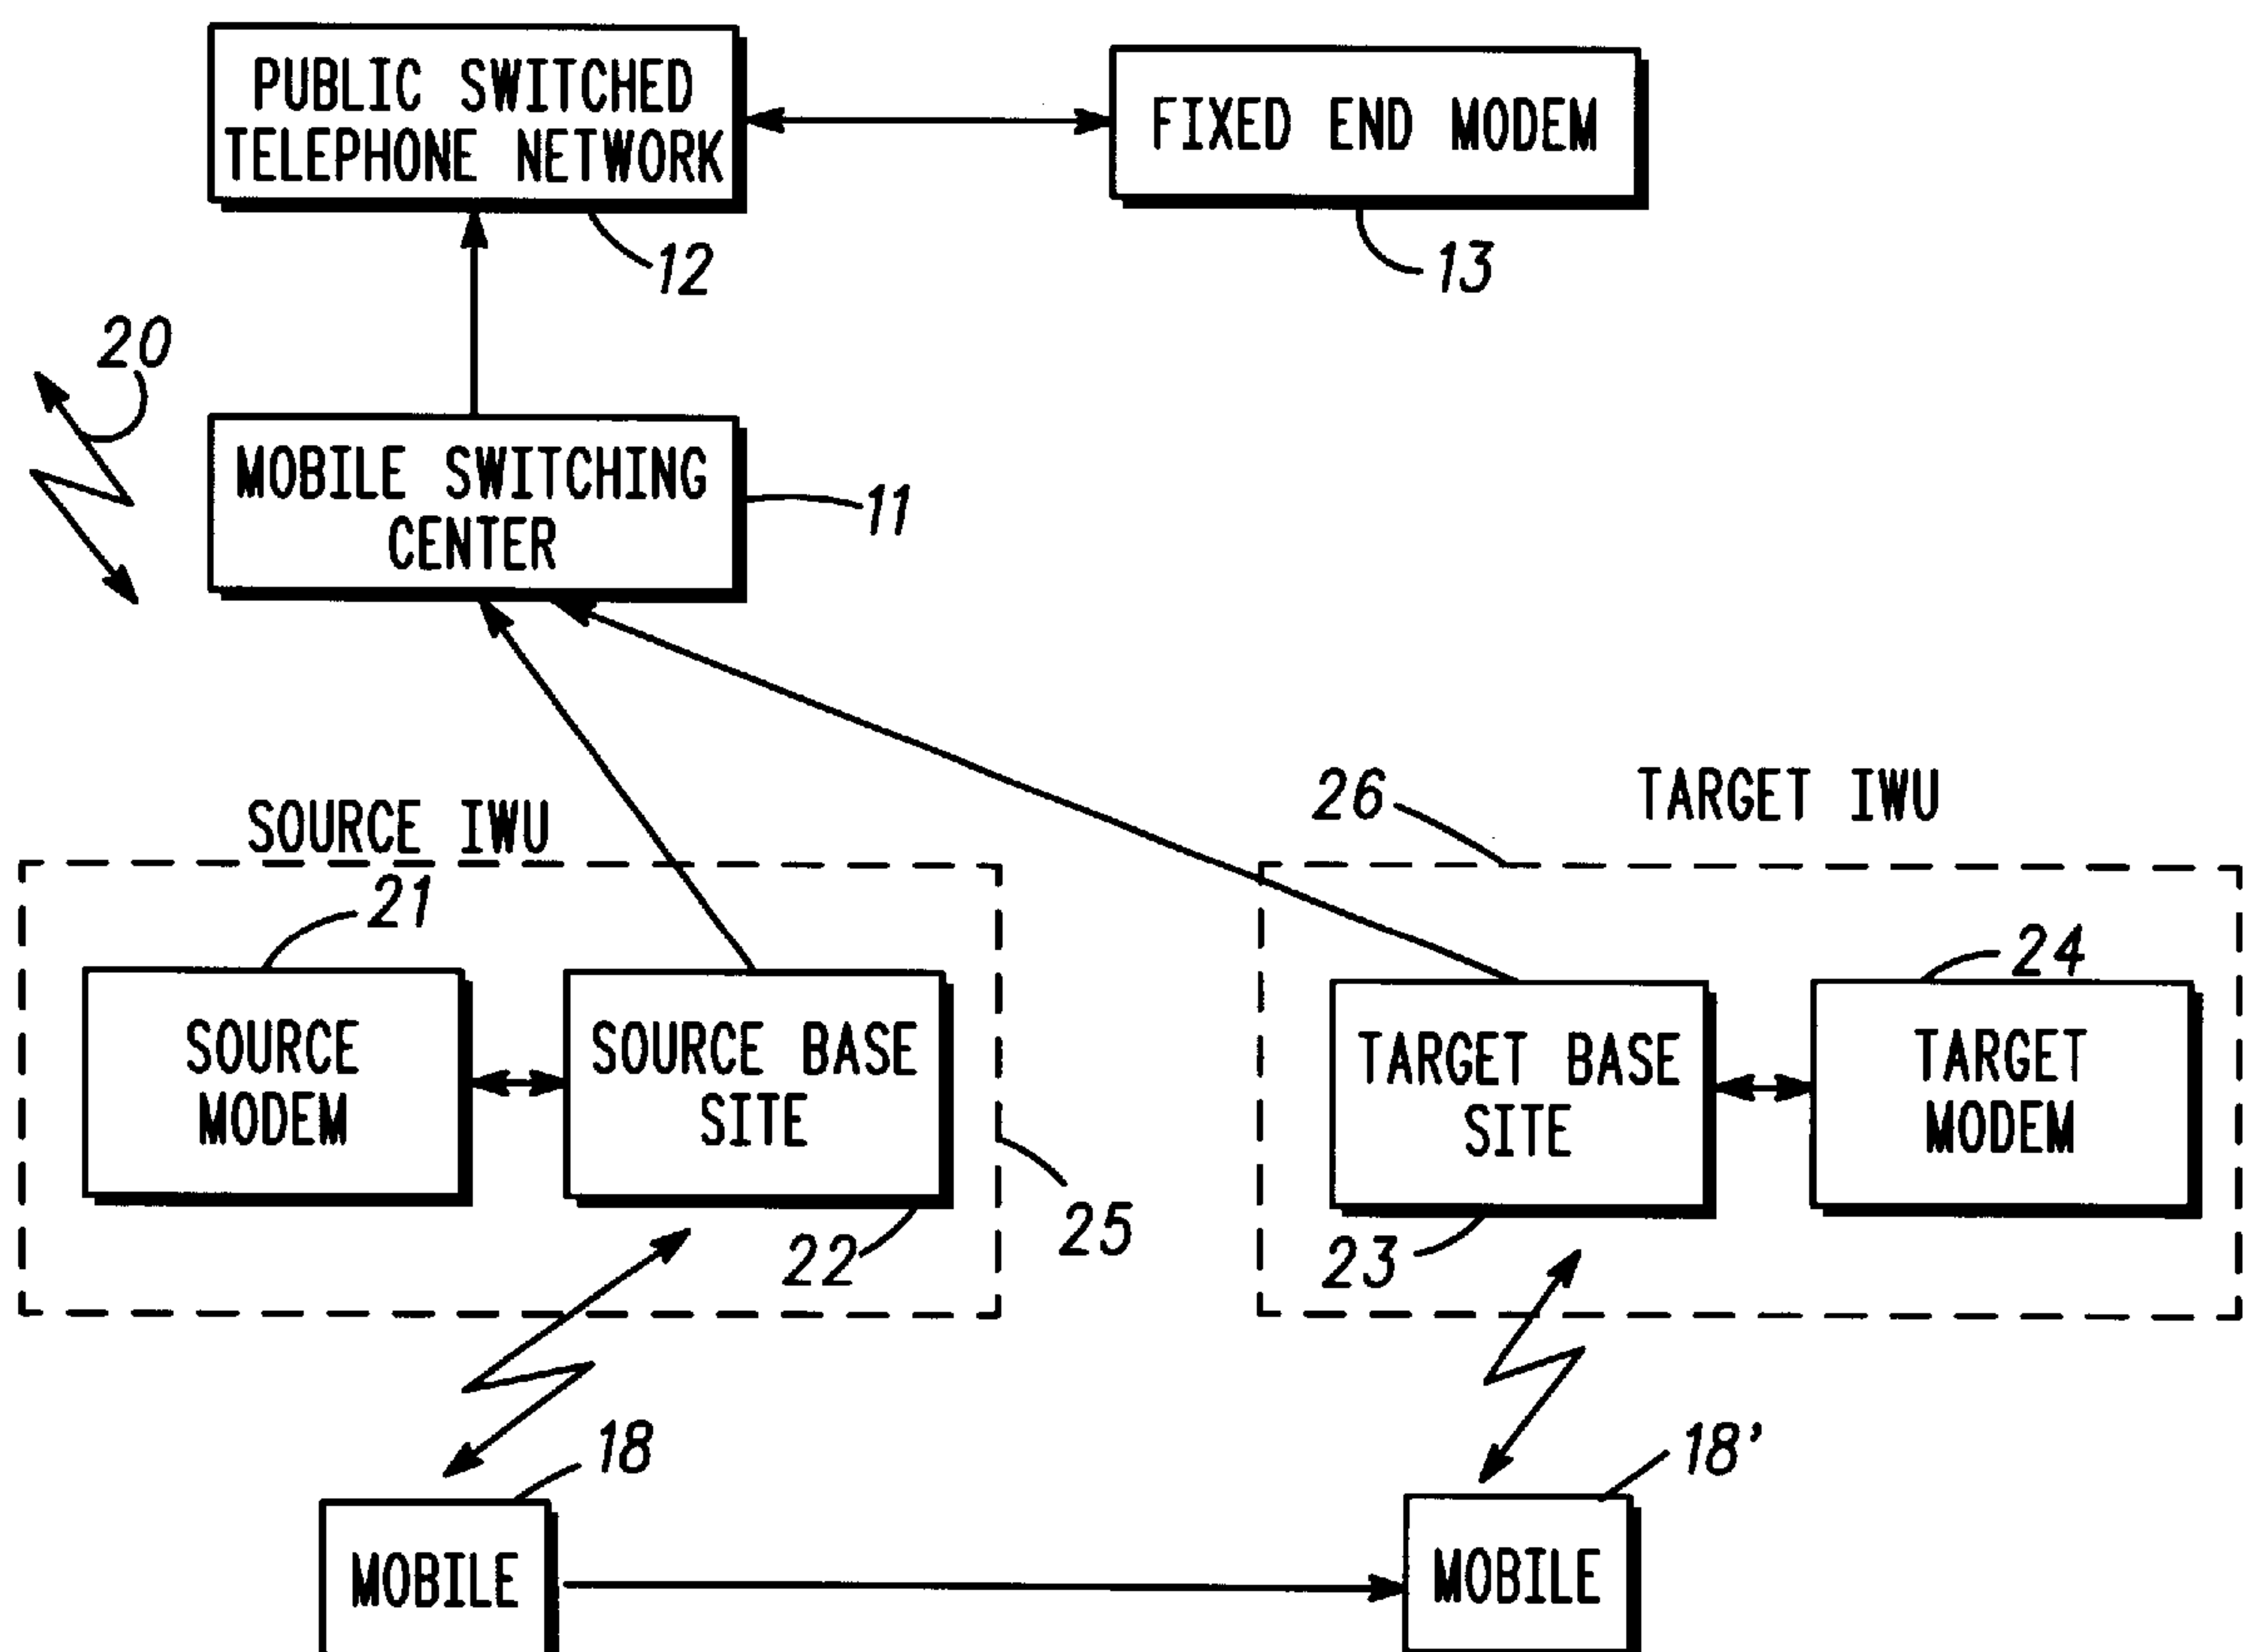 PUBLIC SWITCHED
TELEPHONE NETWORK
12
FIXED END MODEM
13
20
MOBILE SWITCHING
CENTER
11
SOURCE IWU
26
TARGET IWU
21
24
SOURCE
MODEM
SOURCE BASE
SITE
TARGET BASE
SITE
TARGET
MODEM
22
25
23
18
18'
MOBILE
MOBILE